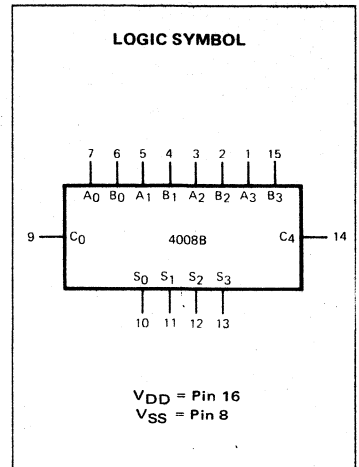 LOGIC SYMBOL
7 6 5 4 3 2 1 15
A0 B0 A1 B1 A2 B2 A3 B3
9 C0 4008B C4 14
S0 S1 S2 S3
10 11 12 13
VDD = Pin 16
VSS = Pin 8